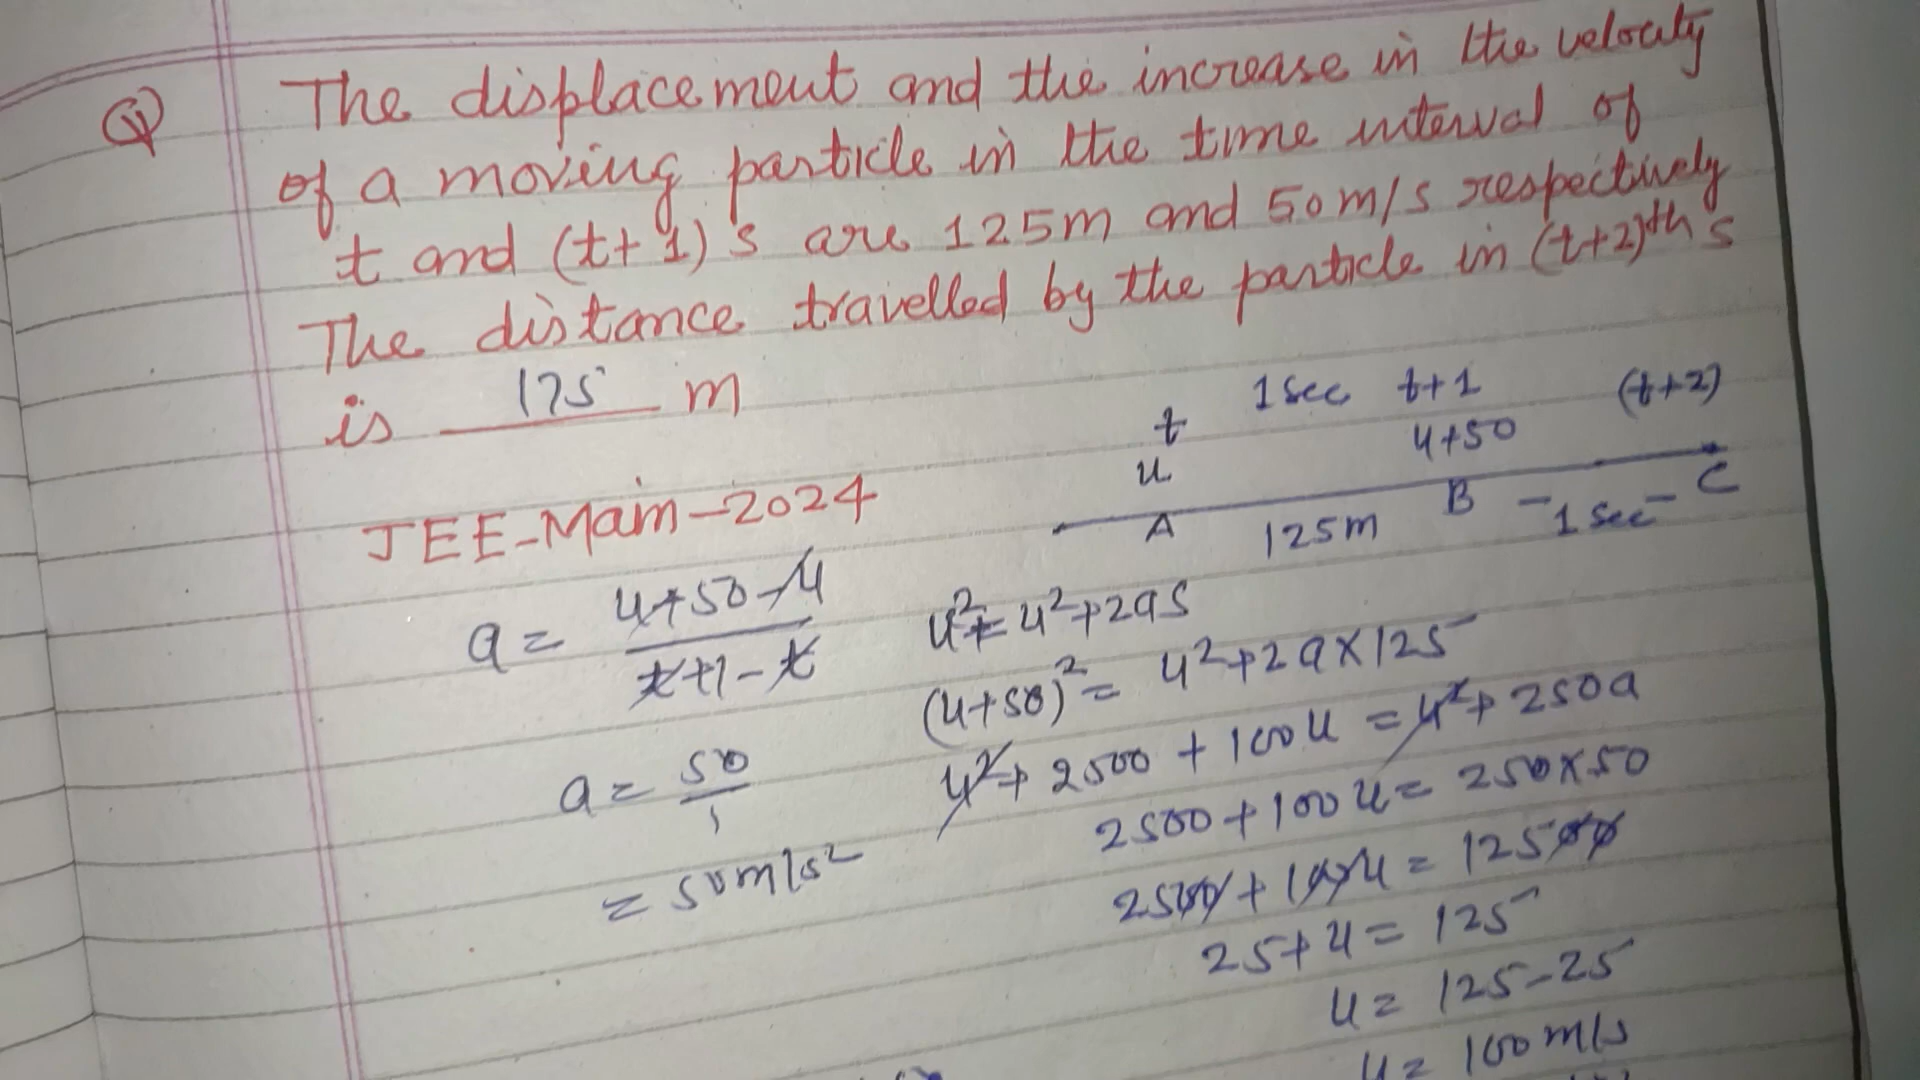 Q The displacement and the increase in the velocity
of a moving particle in the time interval of
t and (t+1) s are 125m and 50m/s respectively
The distance travelled by the particle in (t+2)th s
is 175 m
t 1 sec t+1 (t+2)
u u+50
A 125m B - 1 sec - C
JEE-Main-2024
a = u+50-u / t+1-t
a = 50/1
= 50m/s²
u² = u²+2as
(u+50)² = u²+2a×125
u²+2500+100u = u²+250a
2500+100u = 250×50
2500+100u = 12500
25+u = 125
u = 125-25
u = 100m/s